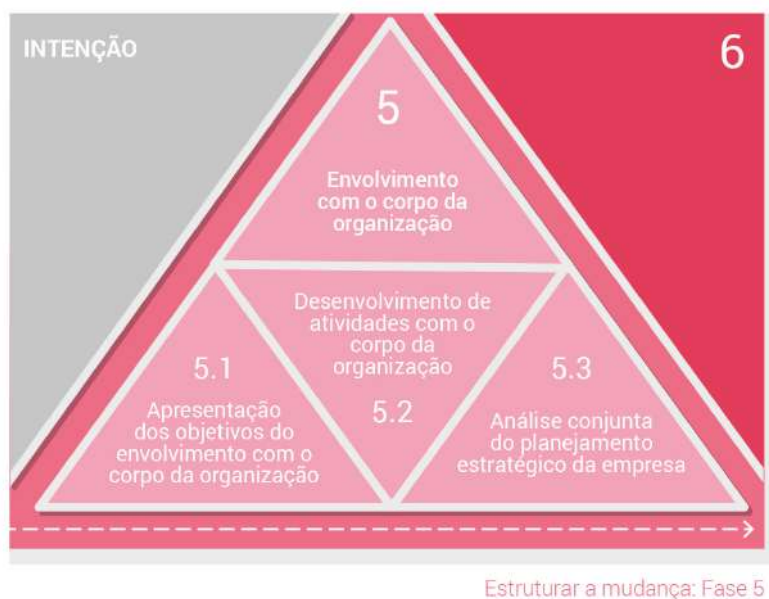 INTENÇÃO
6
5
Envolvimento
com o corpo da
organização
Desenvolvimento de
atividades com o
corpo da
organização
5.2
5.1
Apresentação
dos objetivos do
envolvimento com o
corpo da organização
5.3
Análise conjunta
do planejamento
estratégico da empresa
Estruturar a mudança: Fase 5